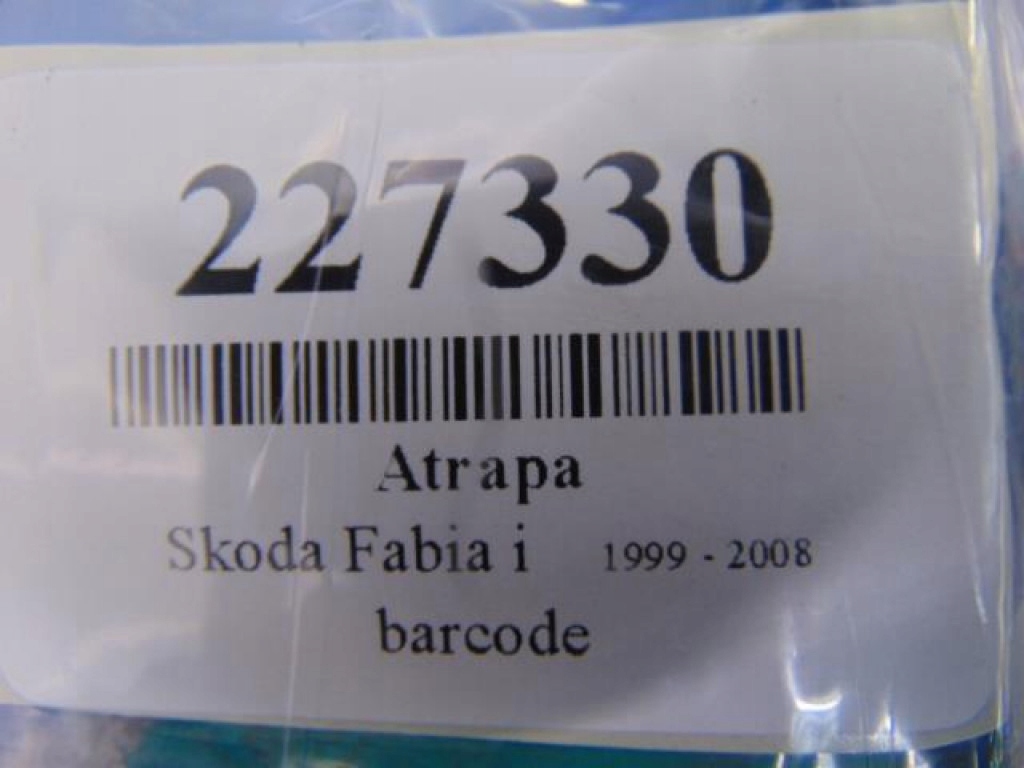 227330
Atrapa
Skoda Fabia i 1999 - 2008
barcode